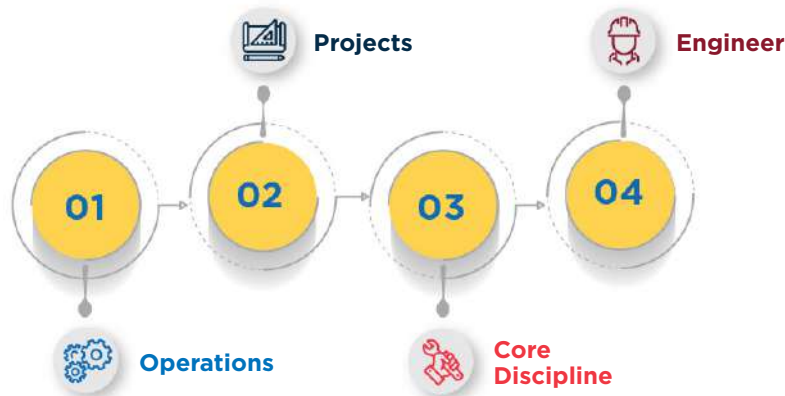 Projects
Engineer
01
02
03
04
Operations
Core
Discipline